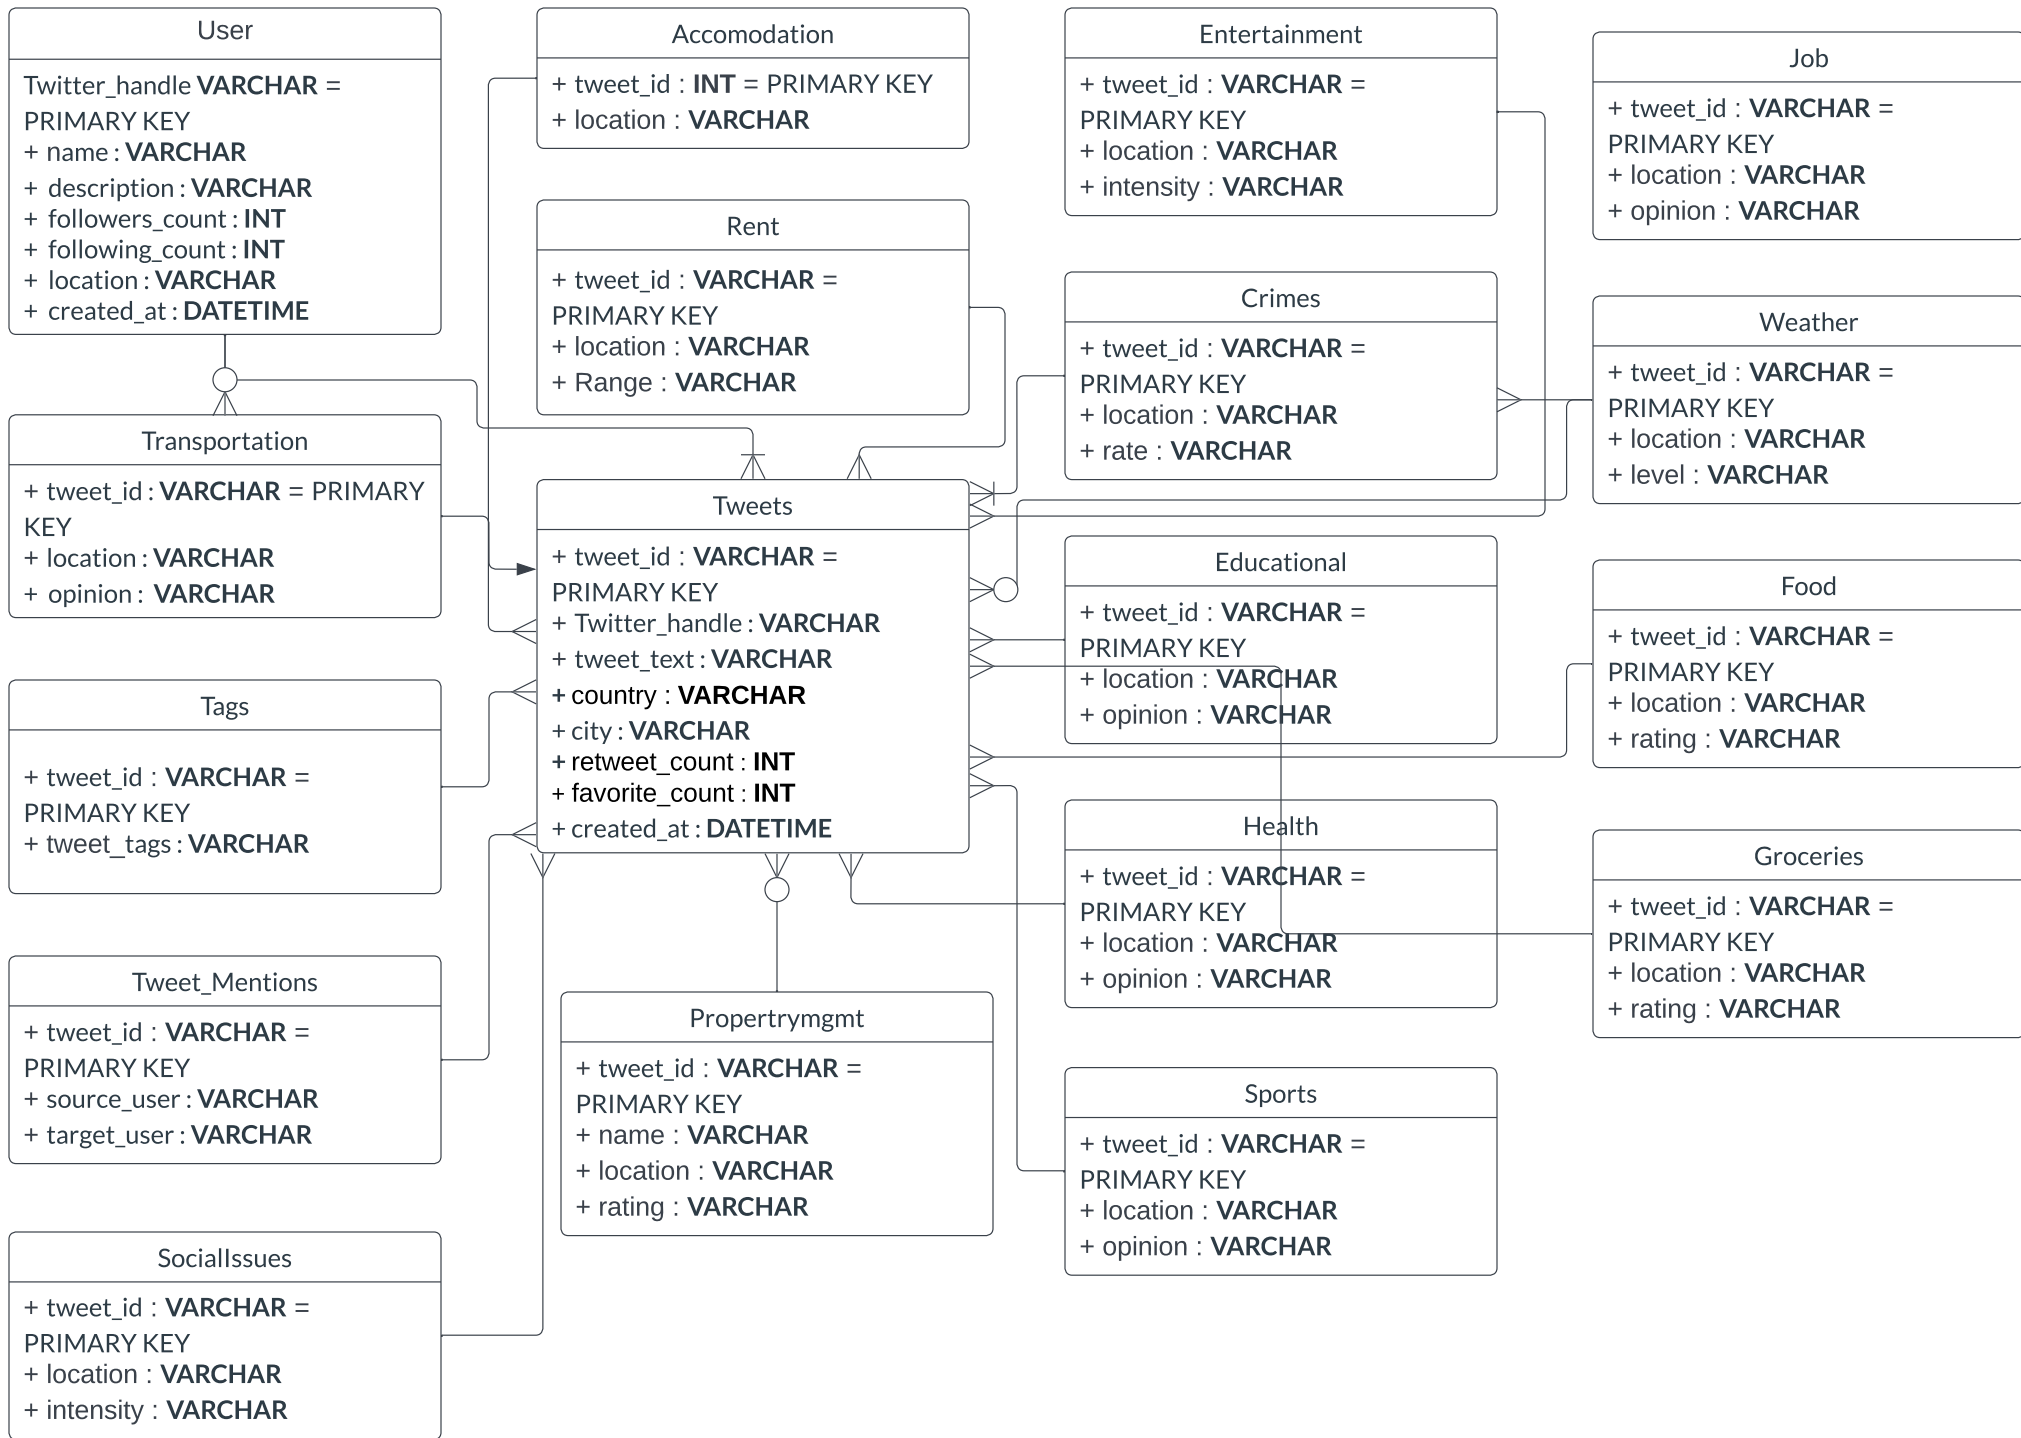 User
Twitter_handle VARCHAR =
PRIMARY KEY
+ name : VARCHAR
+ description : VARCHAR
+ followers_count : INT
+ following_count : INT
+ location : VARCHAR
+ created_at : DATETIME
Transportation
+ tweet_id : VARCHAR = PRIMARY
KEY
+ location : VARCHAR
+ opinion : VARCHAR
Tags
+ tweet_id : VARCHAR =
PRIMARY KEY
+ tweet_tags : VARCHAR
Tweet_Mentions
+ tweet_id : VARCHAR =
PRIMARY KEY
+ source_user : VARCHAR
+ target_user : VARCHAR
SocialIssues
+ tweet_id : VARCHAR =
PRIMARY KEY
+ location : VARCHAR
+ intensity : VARCHAR
Accomodation
+ tweet_id : INT = PRIMARY KEY
+ location : VARCHAR
Rent
+ tweet_id : VARCHAR =
PRIMARY KEY
+ location : VARCHAR
+ Range : VARCHAR
Tweets
+ tweet_id : VARCHAR =
PRIMARY KEY
+ Twitter_handle : VARCHAR
+ tweet_text : VARCHAR
+ country : VARCHAR
+ city : VARCHAR
+ retweet_count : INT
+ favorite_count : INT
+ created_at : DATETIME
Propertrymgmt
+ tweet_id : VARCHAR =
PRIMARY KEY
+ name : VARCHAR
+ location : VARCHAR
+ rating : VARCHAR
Entertainment
+ tweet_id : VARCHAR =
PRIMARY KEY
+ location : VARCHAR
+ intensity : VARCHAR
Crimes
+ tweet_id : VARCHAR =
PRIMARY KEY
+ location : VARCHAR
+ rate : VARCHAR
Educational
+ tweet_id : VARCHAR =
PRIMARY KEY
+ location : VARCHAR
+ opinion : VARCHAR
Health
+ tweet_id : VARCHAR =
PRIMARY KEY
+ location : VARCHAR
+ opinion : VARCHAR
Sports
+ tweet_id : VARCHAR =
PRIMARY KEY
+ location : VARCHAR
+ opinion : VARCHAR
Job
+ tweet_id : VARCHAR =
PRIMARY KEY
+ location : VARCHAR
+ opinion : VARCHAR
Weather
+ tweet_id : VARCHAR =
PRIMARY KEY
+ location : VARCHAR
+ level : VARCHAR
Food
+ tweet_id : VARCHAR =
PRIMARY KEY
+ location : VARCHAR
+ rating : VARCHAR
Groceries
+ tweet_id : VARCHAR =
PRIMARY KEY
+ location : VARCHAR
+ rating : VARCHAR